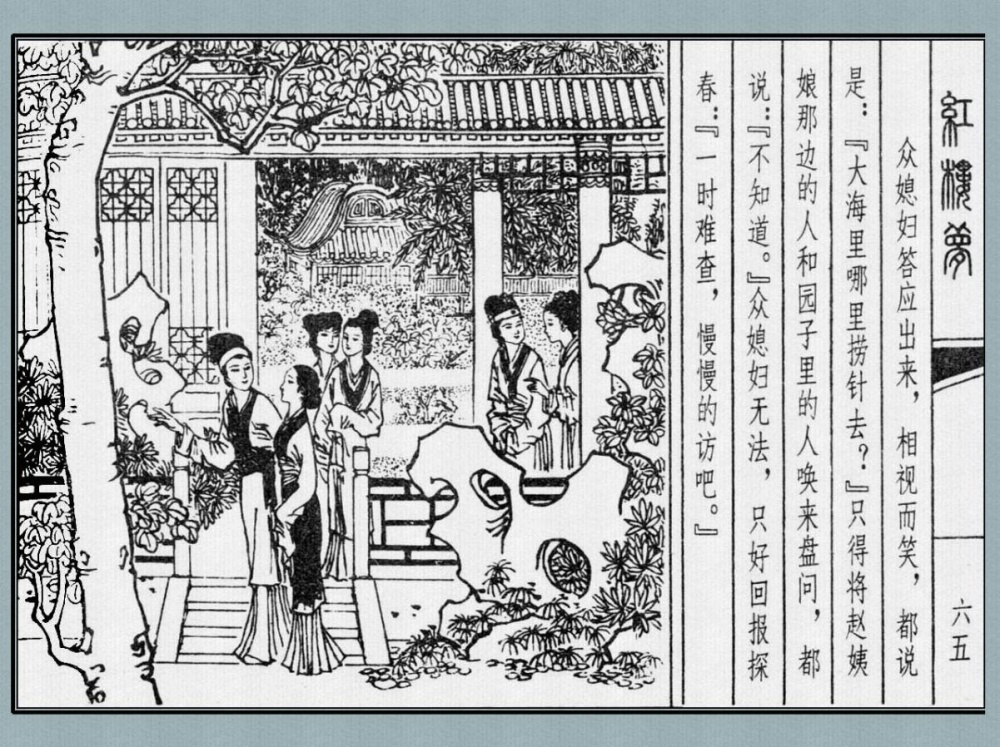 红楼梦
六五
众媳妇答应出来，相视而笑，都说
是：『大海里哪里捞针去？』只得将赵姨
娘那边的人和园子里的人唤来盘问，都
说：『不知道。』众媳妇无法，只好回报探
春：『一时难查，慢慢的访吧。』